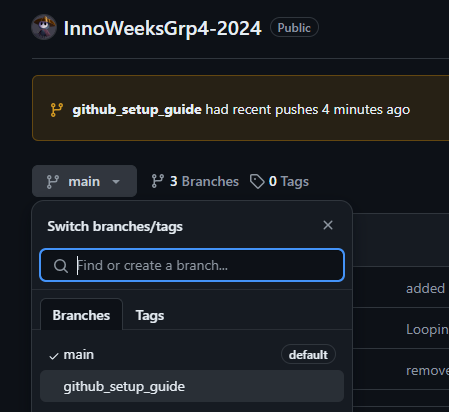 InnoWeeksGrp4-2024 Public
github_setup_guide had recent pushes 4 minutes ago
main 3 Branches 0 Tags
Switch branches/tags
Find or create a branch...
Branches Tags
main default
github_setup_guide
added
Loopin
remove